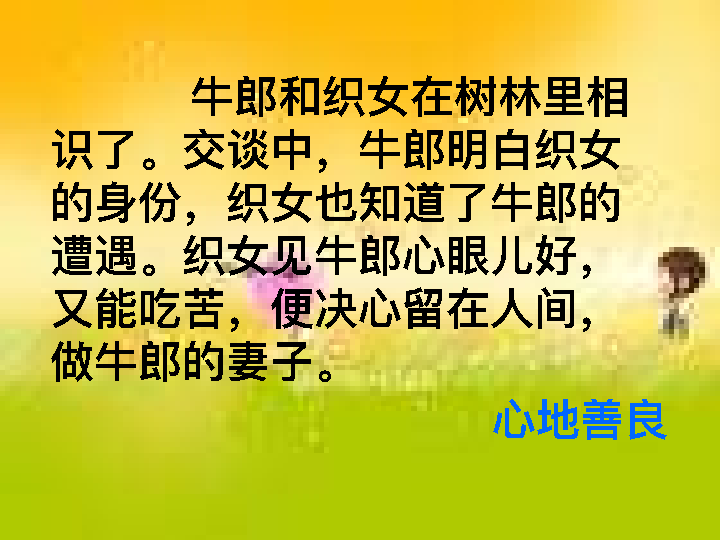 牛郎和织女在树林里相
识了。交谈中，牛郎明白织女
的身份，织女也知道了牛郎的
遭遇。织女见牛郎心眼儿好，
又能吃苦，便决心留在人间，
做牛郎的妻子。
心地善良